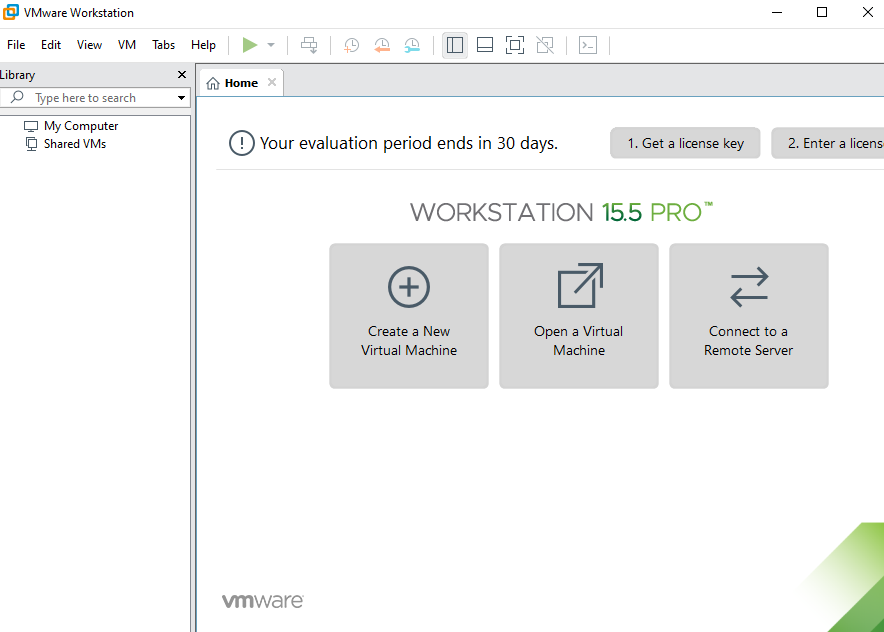 VMware Workstation
File Edit View VM Tabs Help
Library
Type here to search
My Computer
Shared VMs
Home
Your evaluation period ends in 30 days.
1. Get a license key
2. Enter a licens
WORKSTATION 15.5 PRO™
Create a New
Virtual Machine
Open a Virtual
Machine
Connect to a
Remote Server
vmware